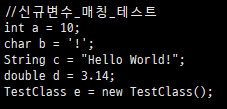 //신규변수_매칭_테스트
int a = 10;
char b = '!';
String c = "Hello World!";
double d = 3.14;
TestClass e = new TestClass();